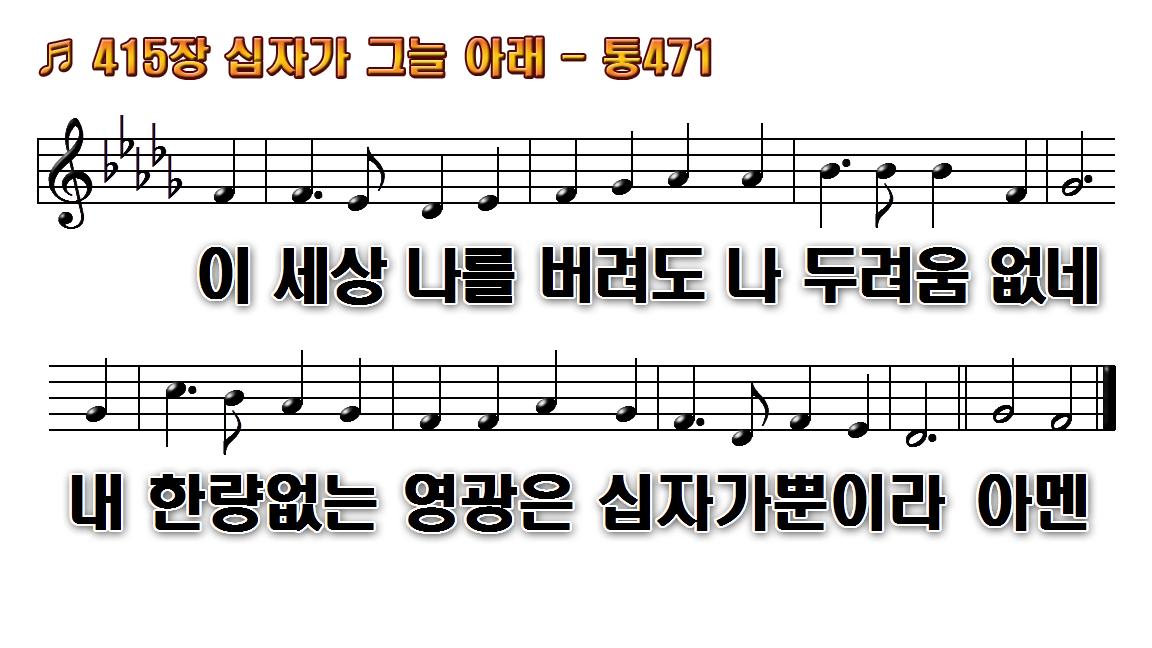 415장 십자가 그늘 아래 - 통471
이 세상 나를 버려도 나 두려움 없네
내 한량없는 영광은 십자가뿐이라 아멘